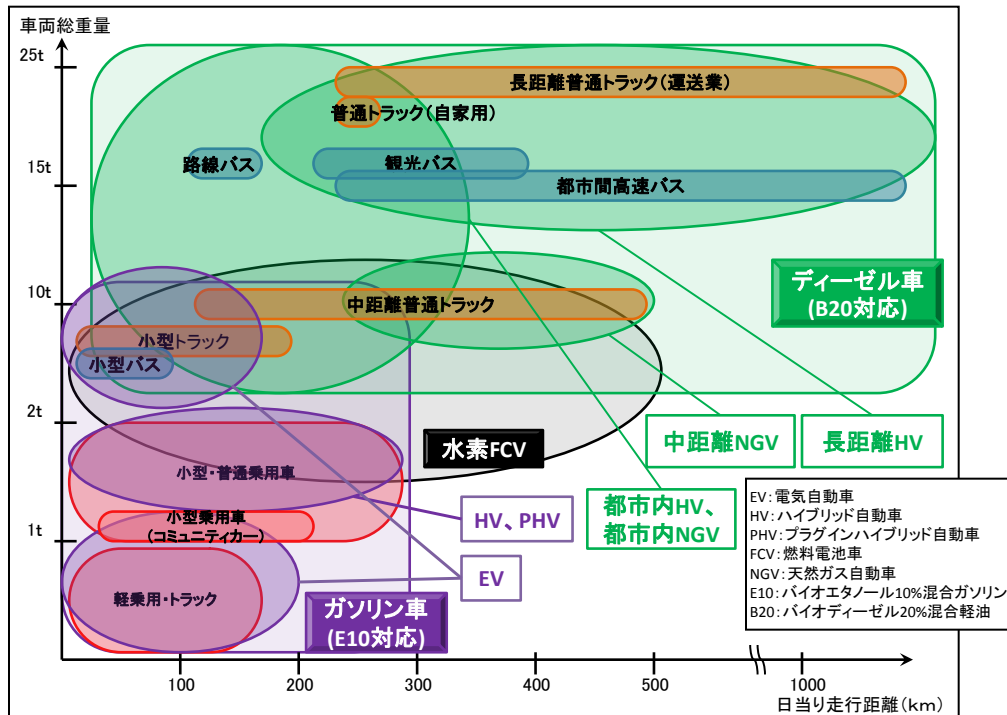 車両総重量
25t
長距離普通トラック(運送業)
普通トラック(自家用)
路線バス
観光バス
15t
都市間高速バス
ディーゼル車
(B20対応)
10t
中距離普通トラック
小型トラック
小型バス
2t
水素FCV
中距離NGV
長距離HV
小型・普通乗用車
都市内HV、
都市内NGV
HV、PHV
小型乗用車
(コミュニティカー)
1t
EV
軽乗用・トラック
ガソリン車
(E10対応)
EV:電気自動車
HV:ハイブリッド自動車
PHV:プラグインハイブリッド自動車
FCV:燃料電池車
NGV:天然ガス自動車
E10:バイオエタノール10%混合ガソリン
B20:バイオディーゼル20%混合軽油
100
200
300
400
500
1000
日当り走行距離(km)